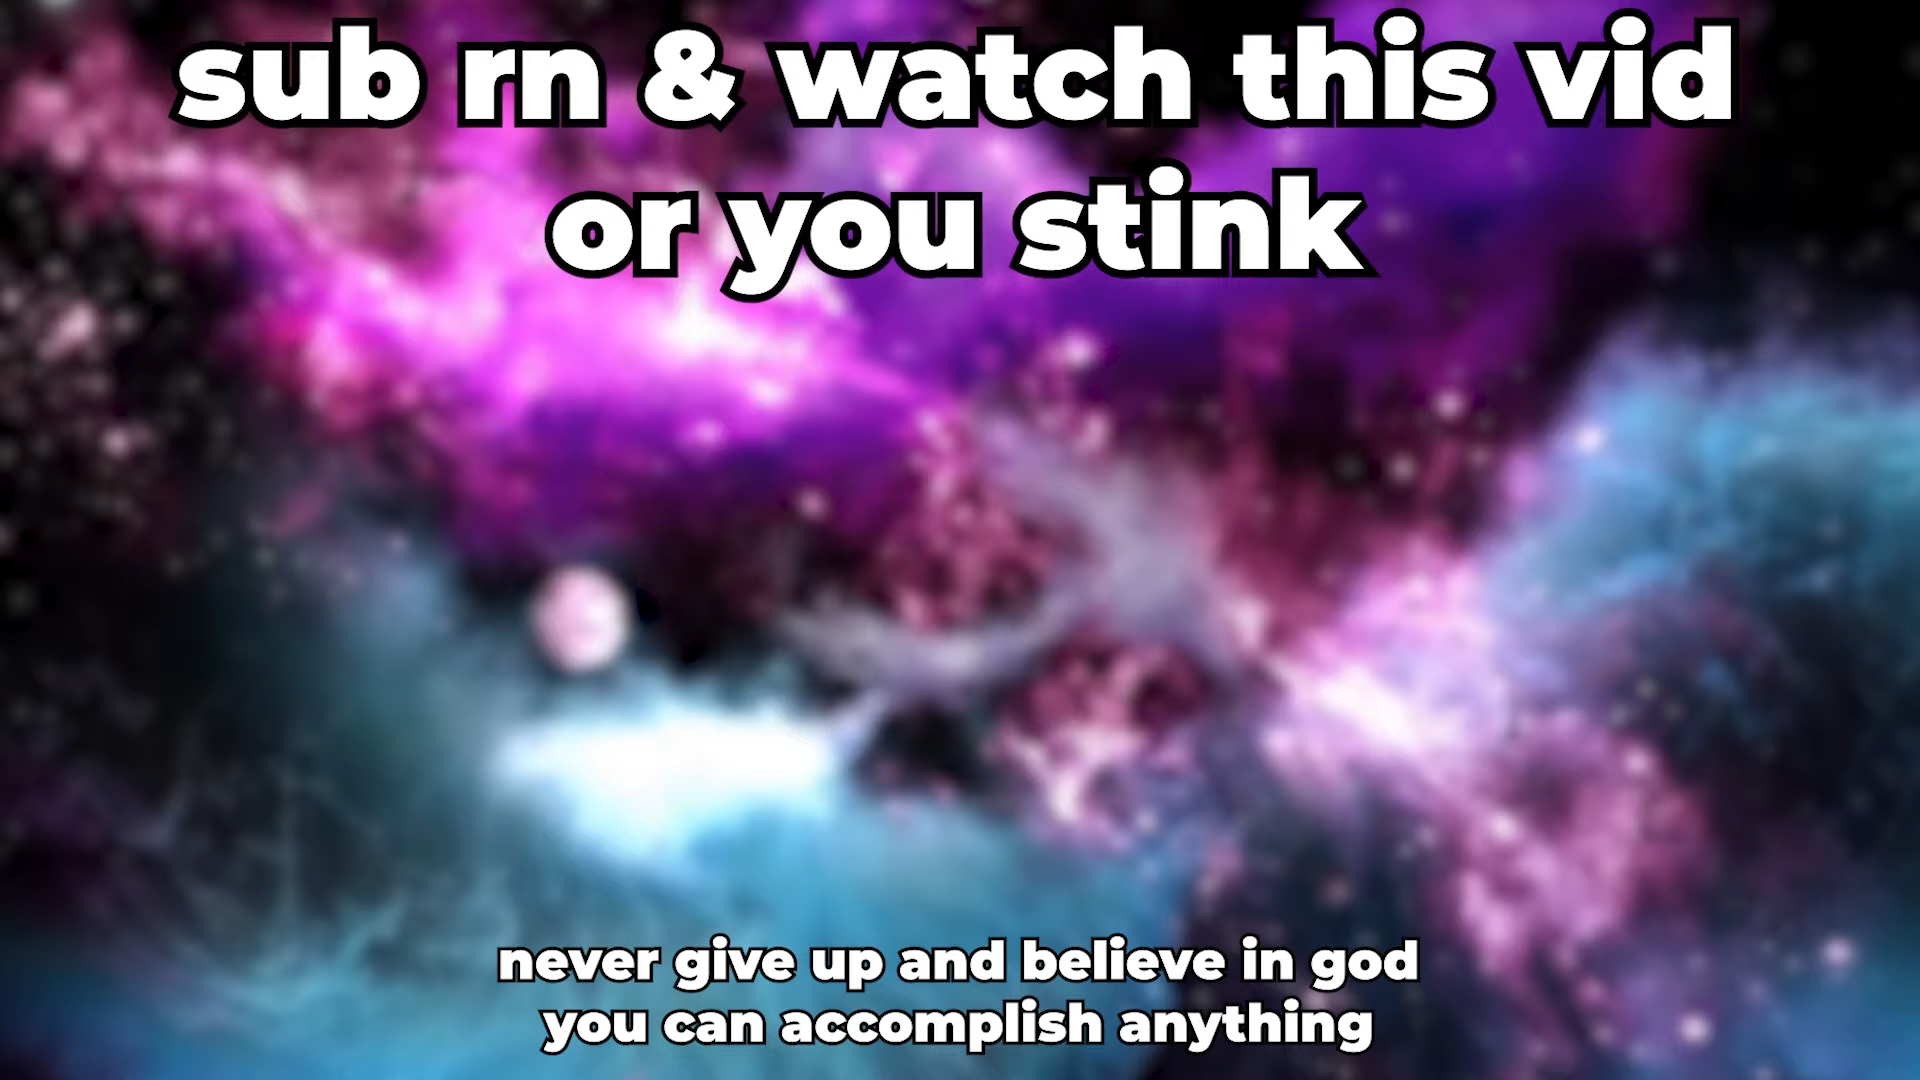 sub rn & watch this vid
or you stink
never give up and believe in god
you can accomplish anything